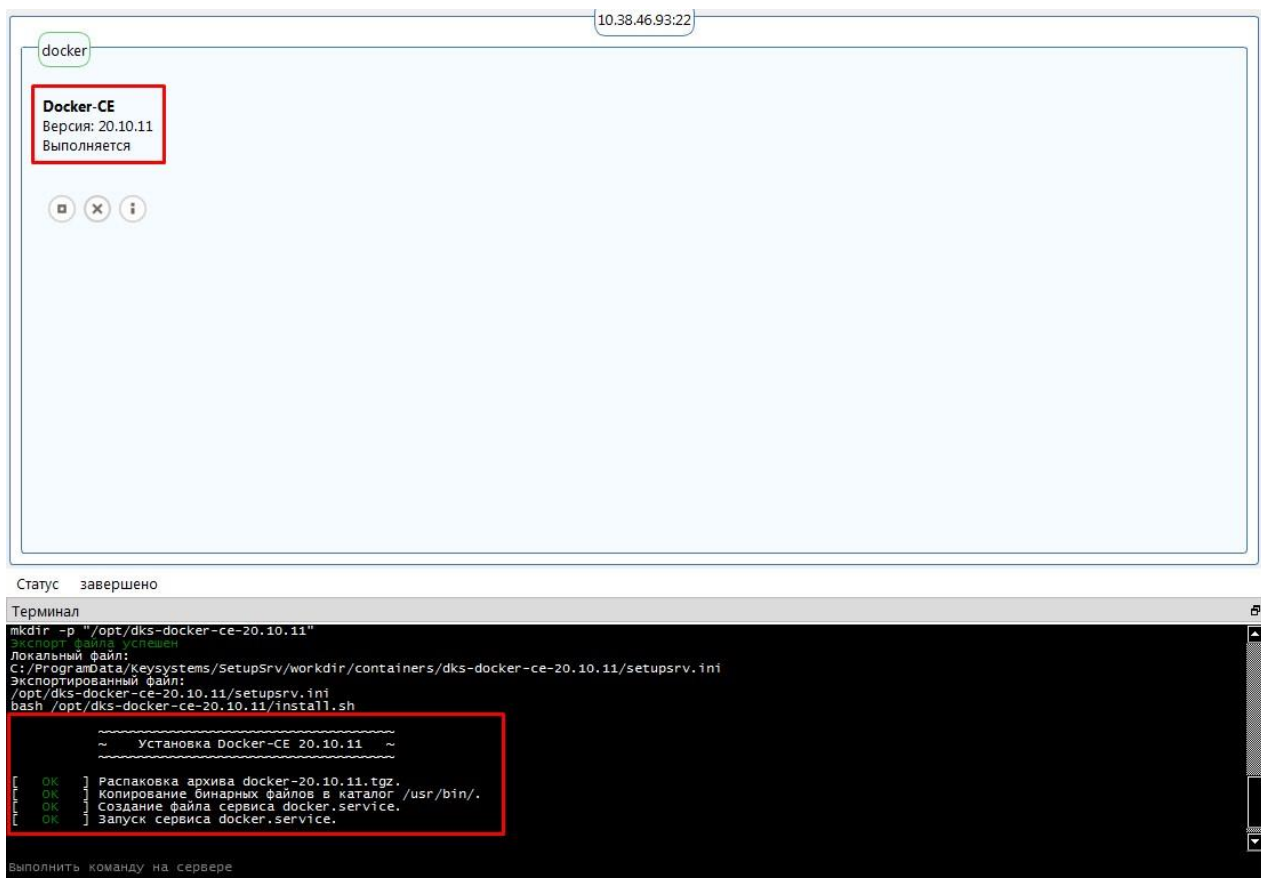 10.38.46.93:22
docker
Docker-CE
Версия: 20.10.11
Выполняется
Статус завершено
Терминал
mkdir -p "/opt/dks-docker-ce-20.10.11"
Экспорт файла успешен
Локальный файл:
C:/ProgramData/Keysystems/SetupSrv/workdir/containers/dks-docker-ce-20.10.11/setupsrv.ini
Экспортированный файл:
/opt/dks-docker-ce-20.10.11/setupsrv.ini
bash /opt/dks-docker-ce-20.10.11/install.sh
~~~~~~~~~~~~~~~~~~~~~~~~~~~~~~~~~~~~~~
~ Установка Docker-CE 20.10.11 ~
~~~~~~~~~~~~~~~~~~~~~~~~~~~~~~~~~~~~~~
[ OK ] Распаковка архива docker-20.10.11.tgz.
[ OK ] Копирование бинарных файлов в каталог /usr/bin/.
[ OK ] Создание файла сервиса docker.service.
[ OK ] Запуск сервиса docker.service.
Выполнить команду на сервере